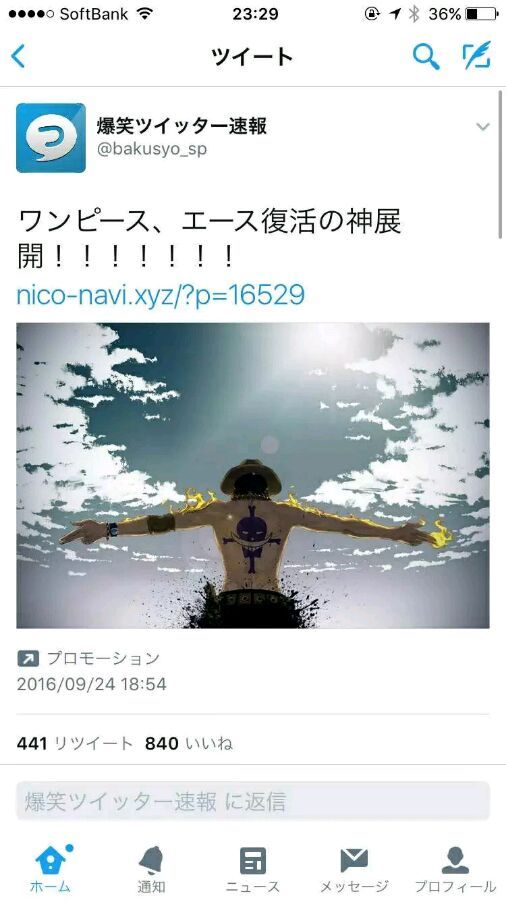 SoftBank 23:29 36%
ツイート
爆笑ツイッター速報
@bakusyo_sp
ワンピース、エース復活の神展
開！！！！！！！
nico-navi.xyz/?p=16529
プロモーション
2016/09/24 18:54
441 リツイート 840 いいね
爆笑ツイッター速報 に返信
ホーム 通知 ニュース メッセージ プロフィール